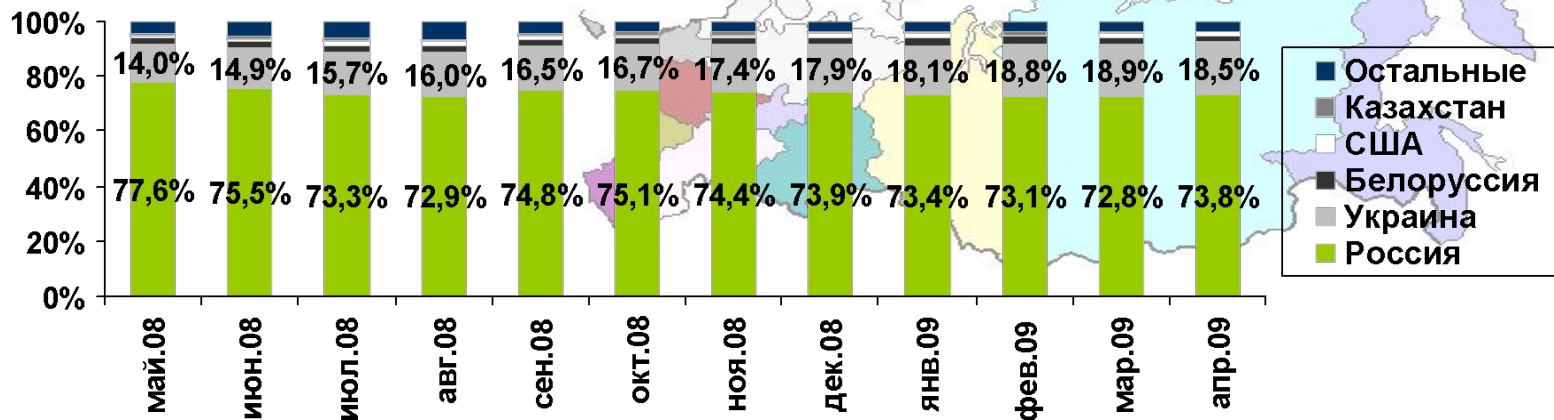 100%
80%
60%
40%
20%
0%
14,0% 14,9% 15,7% 16,0% 16,5% 16,7% 17,4% 17,9% 18,1% 18,8% 18,9% 18,5%
77,6% 75,5% 73,3% 72,9% 74,8% 75,1% 74,4% 73,9% 73,4% 73,1% 72,8% 73,8%
май.08
июн.08
июл.08
авг.08
сен.08
окт.08
ноя.08
дек.08
янв.09
фев.09
мар.09
апр.09
Остальные
Казахстан
США
Белоруссия
Украина
Россия